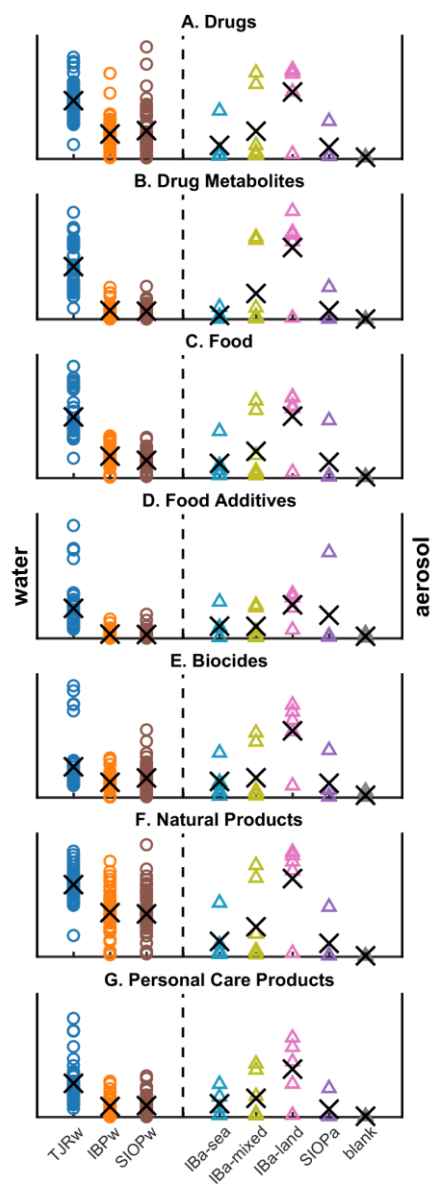 A. Drugs
B. Drug Metabolites
C. Food
D. Food Additives
water
aerosol
E. Biocides
F. Natural Products
G. Personal Care Products
TJRw
IBPw
SIOPw
IBa-sea
IBa-mixed
IBa-land
SIOPa
blank